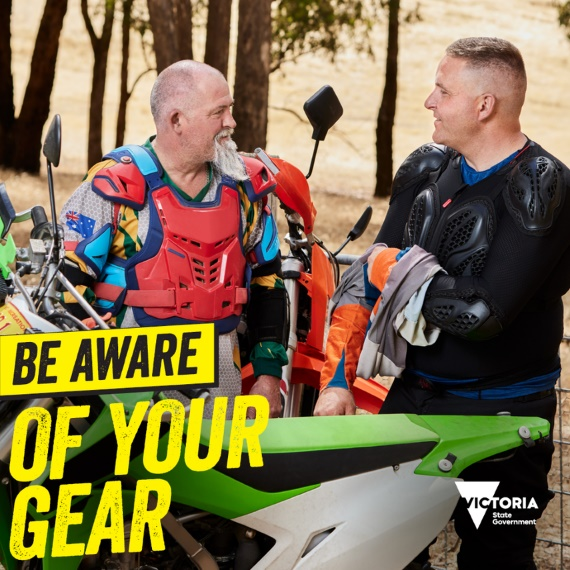 BE AWARE
OF YOUR
GEAR
VICTORIA
State
Government